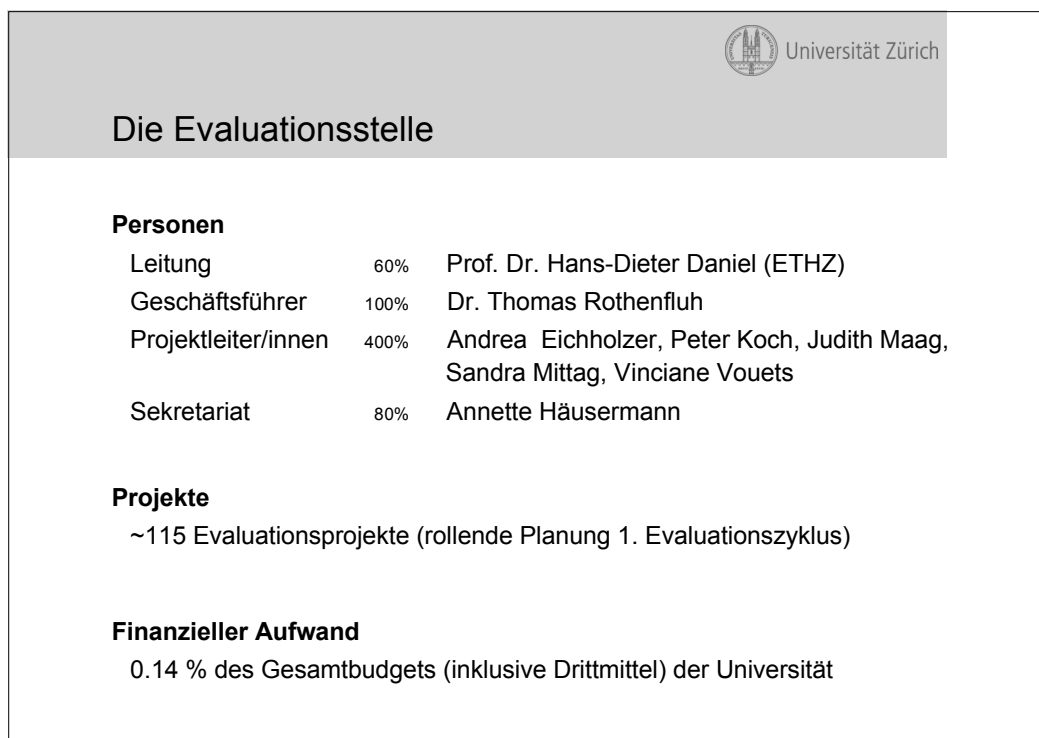 Universität Zürich
Die Evaluationsstelle
Personen
Leitung 60% Prof. Dr. Hans-Dieter Daniel (ETHZ)
Geschäftsführer 100% Dr. Thomas Rothenfluh
Projektleiter/innen 400% Andrea Eichholzer, Peter Koch, Judith Maag,
Sandra Mittag, Vinciane Vouets
Sekretariat 80% Annette Häusermann
Projekte
~115 Evaluationsprojekte (rollende Planung 1. Evaluationszyklus)
Finanzieller Aufwand
0.14 % des Gesamtbudgets (inklusive Drittmittel) der Universität